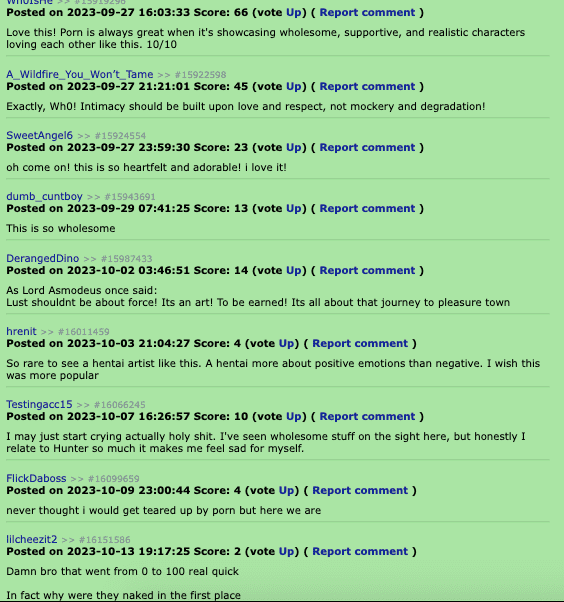 Wh0IsHe >> #15919296
Posted on 2023-09-27 16:03:33 Score: 66 (vote Up) ( Report comment )
Love this! Porn is always great when it's showcasing wholesome, supportive, and realistic characters
loving each other like this. 10/10
A_Wildfire_You_Won't_Tame >> #15922598
Posted on 2023-09-27 21:21:01 Score: 45 (vote Up) ( Report comment )
Exactly, Wh0! Intimacy should be built upon love and respect, not mockery and degradation!
SweetAngel6 >> #15924554
Posted on 2023-09-27 23:59:30 Score: 23 (vote Up) ( Report comment )
oh come on! this is so heartfelt and adorable! i love it!
dumb_cuntboy >> #15943691
Posted on 2023-09-29 07:41:25 Score: 13 (vote Up) ( Report comment )
This is so wholesome
DerangedDino >> #15987433
Posted on 2023-10-02 03:46:51 Score: 14 (vote Up) ( Report comment )
As Lord Asmodeus once said:
Lust shouldnt be about force! Its an art! To be earned! Its all about that journey to pleasure town
hrenit >> #16011459
Posted on 2023-10-03 21:04:27 Score: 4 (vote Up) ( Report comment )
So rare to see a hentai artist like this. A hentai more about positive emotions than negative. I wish this
was more popular
Testingacc15 >> #16066245
Posted on 2023-10-07 16:26:57 Score: 10 (vote Up) ( Report comment )
I may just start crying actually holy shit. I've seen wholesome stuff on the sight here, but honestly I
relate to Hunter so much it makes me feel sad for myself.
FlickDaboss >> #16099659
Posted on 2023-10-09 23:00:44 Score: 4 (vote Up) ( Report comment )
never thought i would get teared up by porn but here we are
lilcheezit2 >> #16151586
Posted on 2023-10-13 19:17:25 Score: 2 (vote Up) ( Report comment )
Damn bro that went from 0 to 100 real quick
In fact why were they naked in the first place